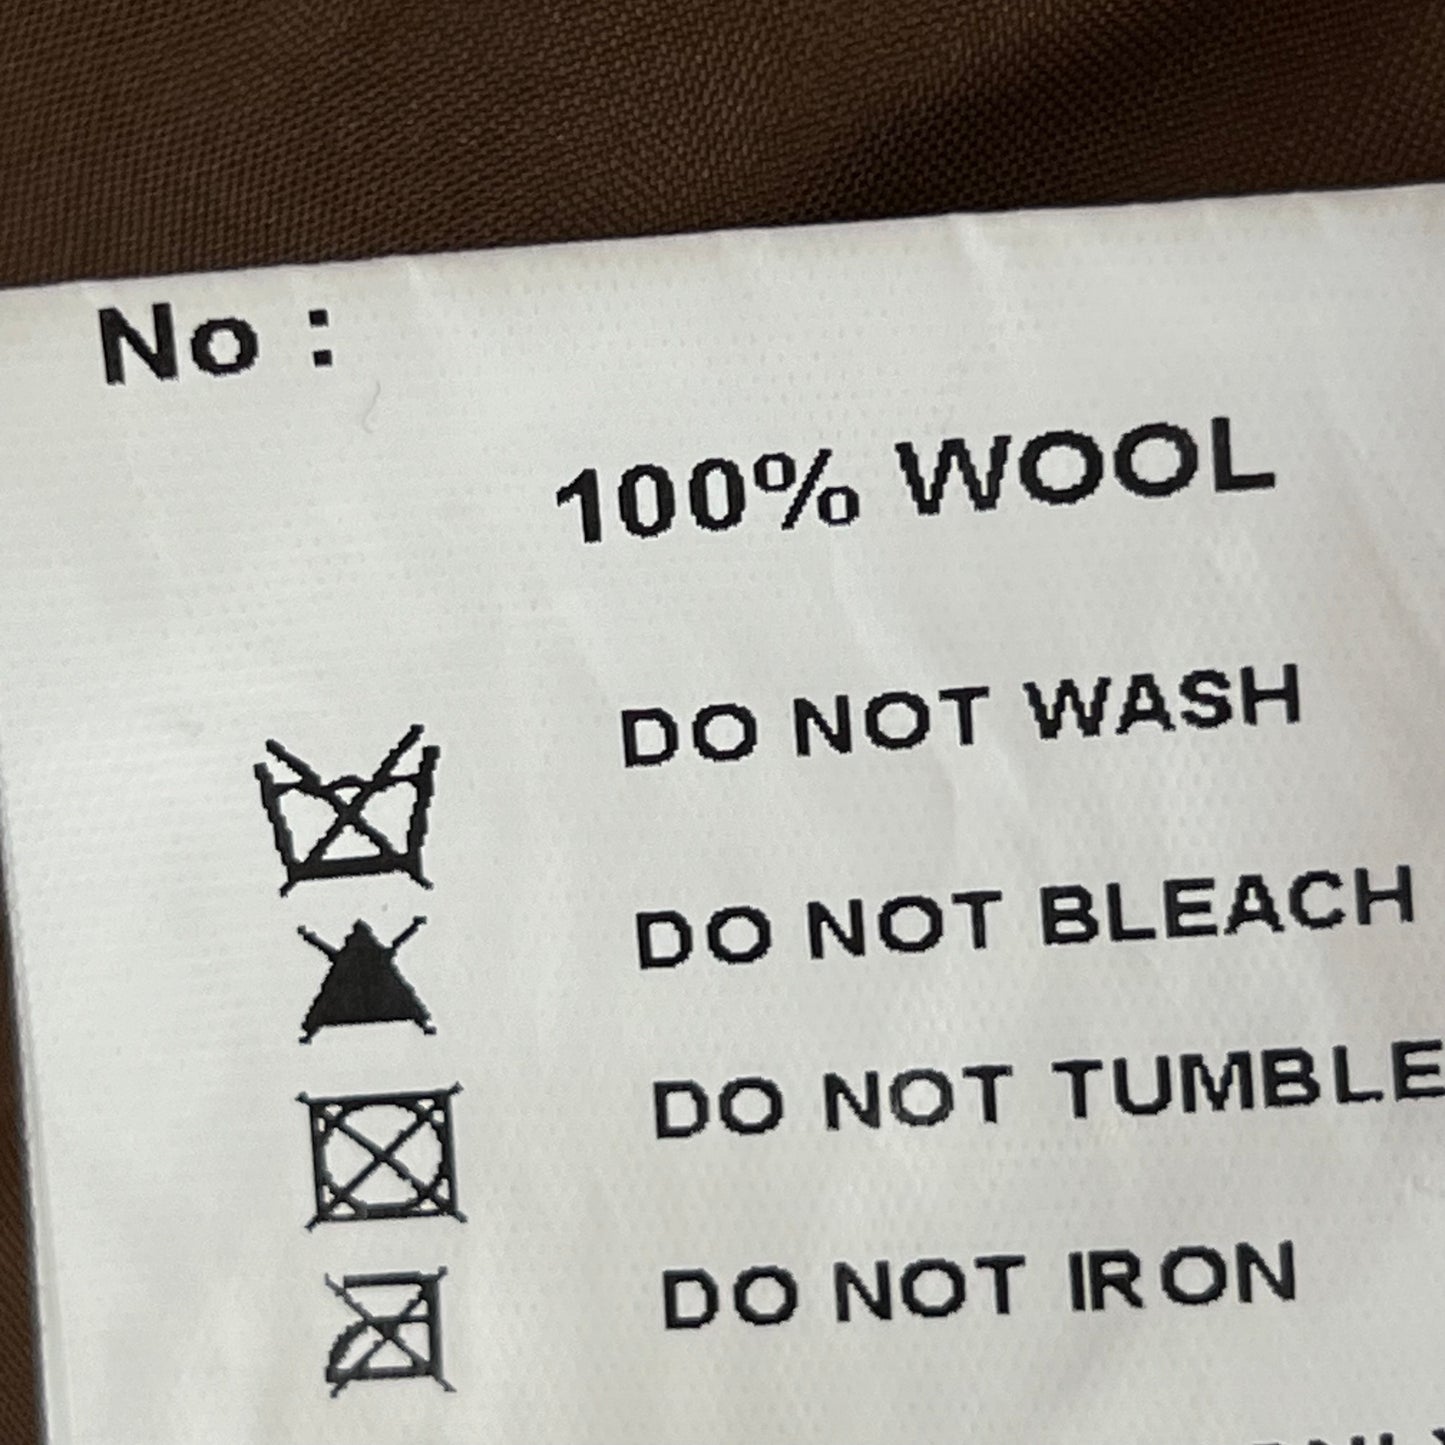 No :
100% WOOL
DO NOT WASH
DO NOT BLEACH
DO NOT TUMBLE
DO NOT IRON